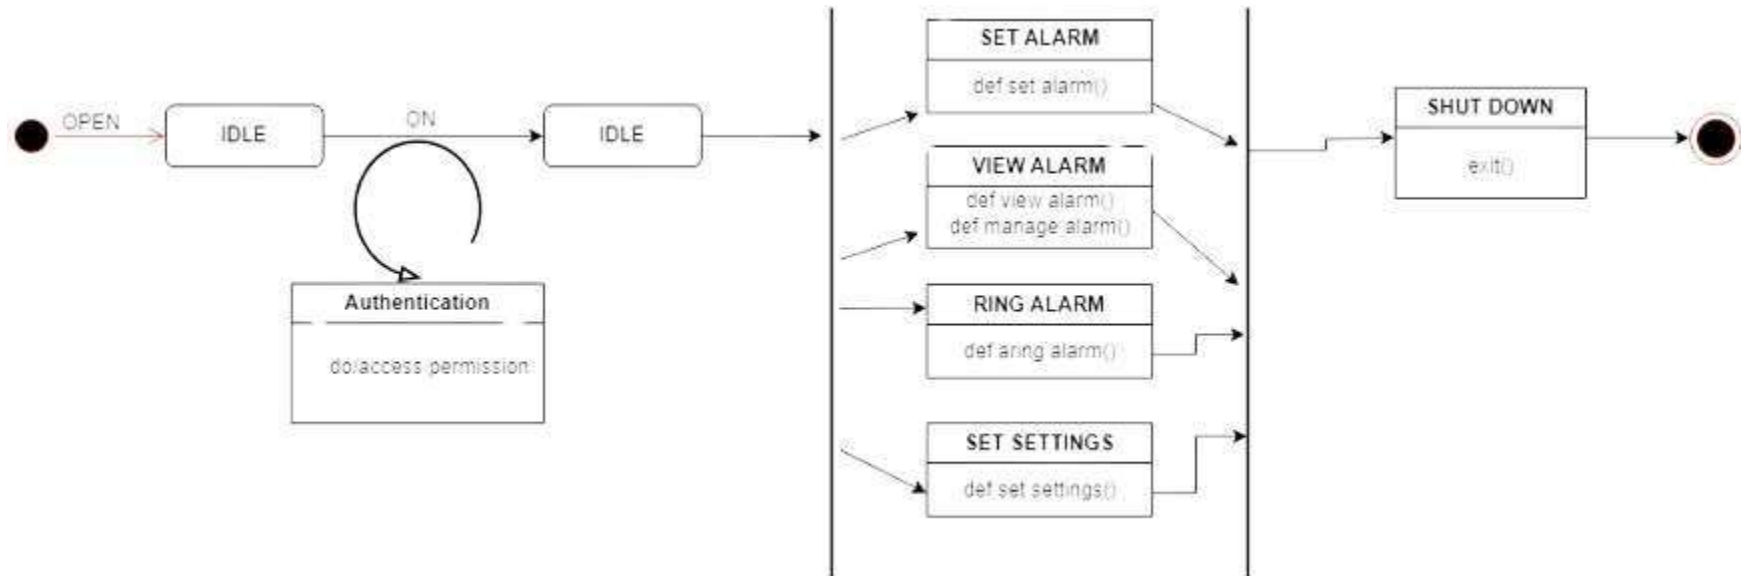 OPEN
IDLE
ON
IDLE
Authentication
do/access permission
SET ALARM
def set alarm()
VIEW ALARM
def view alarm()
def manage alarm()
RING ALARM
def aring alarm()
SET SETTINGS
def set settings()
SHUT DOWN
exit()